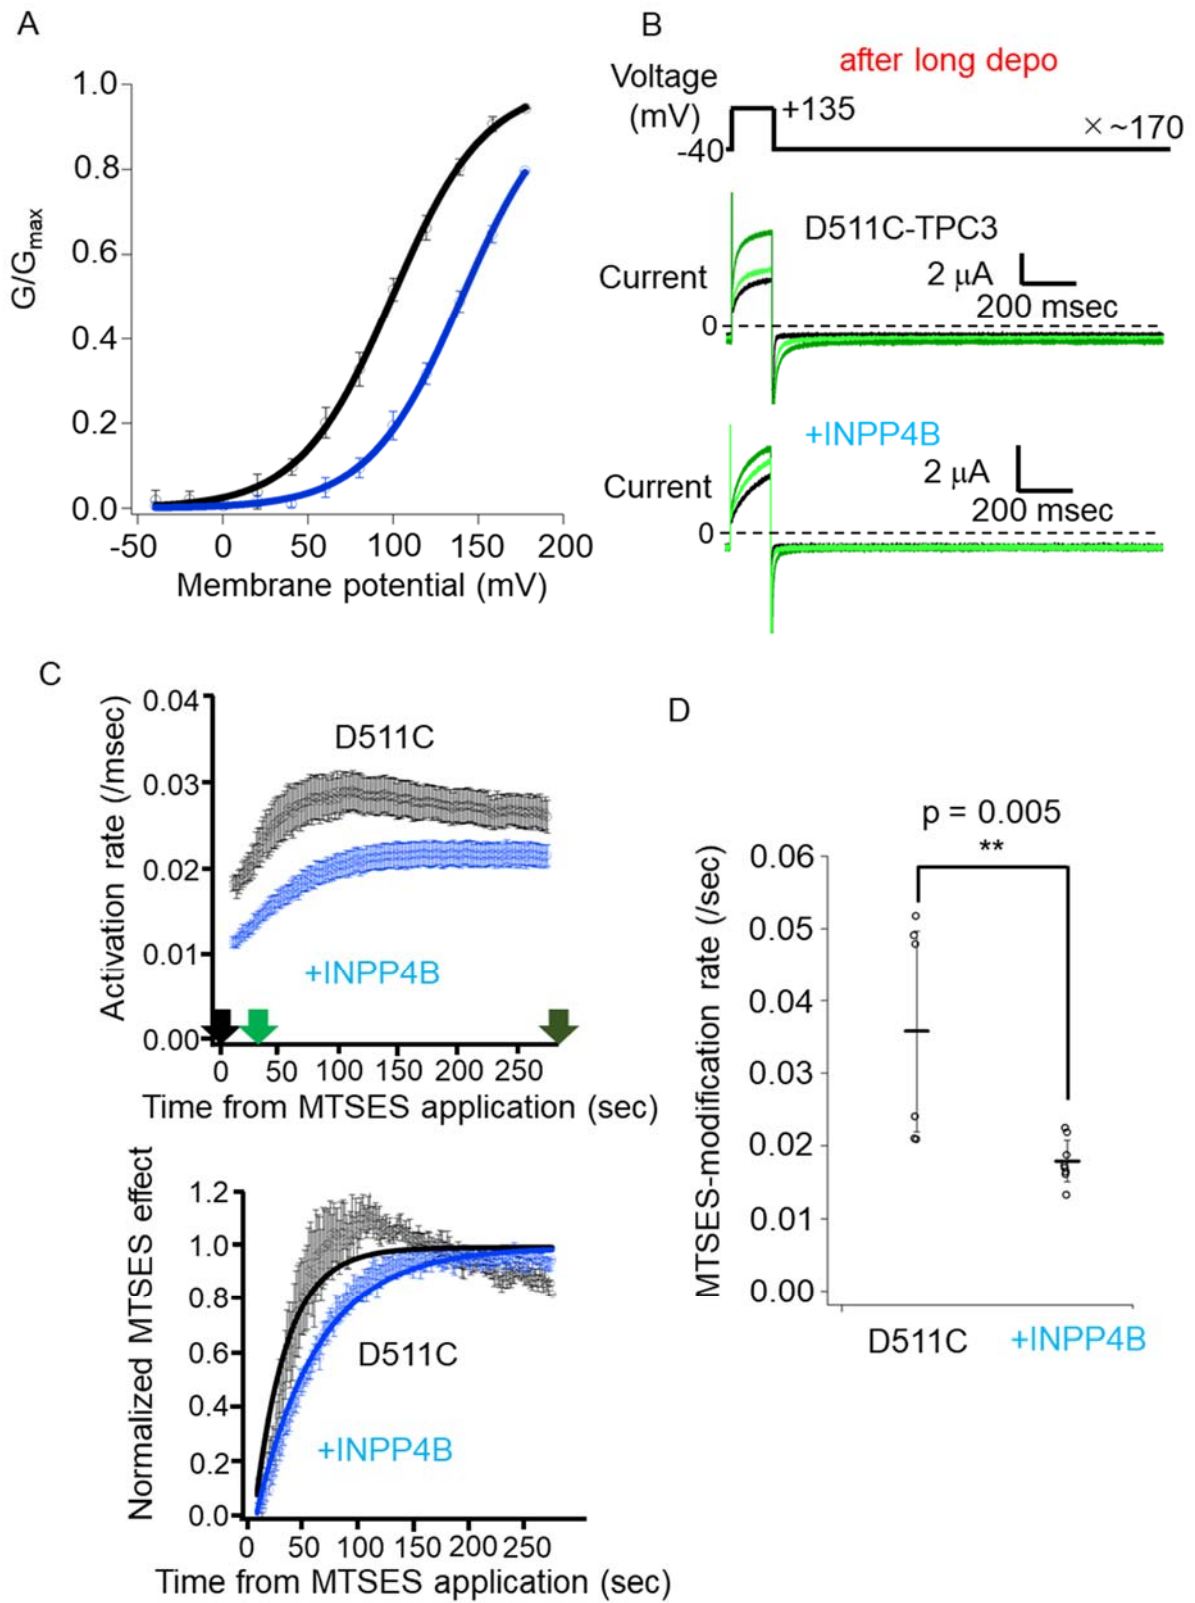 A
1.0
0.8
0.6
0.4
0.2
0.0
G/Gmax
-50 0 50 100 150 200
Membrane potential (mV)
B
after long depo
Voltage
(mV)
+135
-40
×~170
D511C-TPC3
Current
2 μA
200 msec
0
+INPP4B
Current
2 μA
200 msec
0
C
Activation rate (/msec)
0.04
0.03
0.02
0.01
0.00
D511C
+INPP4B
0 50 100 150 200 250
Time from MTSES application (sec)
Normalized MTSES effect
1.2
1.0
0.8
0.6
0.4
0.2
0.0
D511C
+INPP4B
0 50 100 150 200 250
Time from MTSES application (sec)
D
p = 0.005
**
MTSES-modification rate (/sec)
0.06
0.05
0.04
0.03
0.02
0.01
0.00
D511C +INPP4B